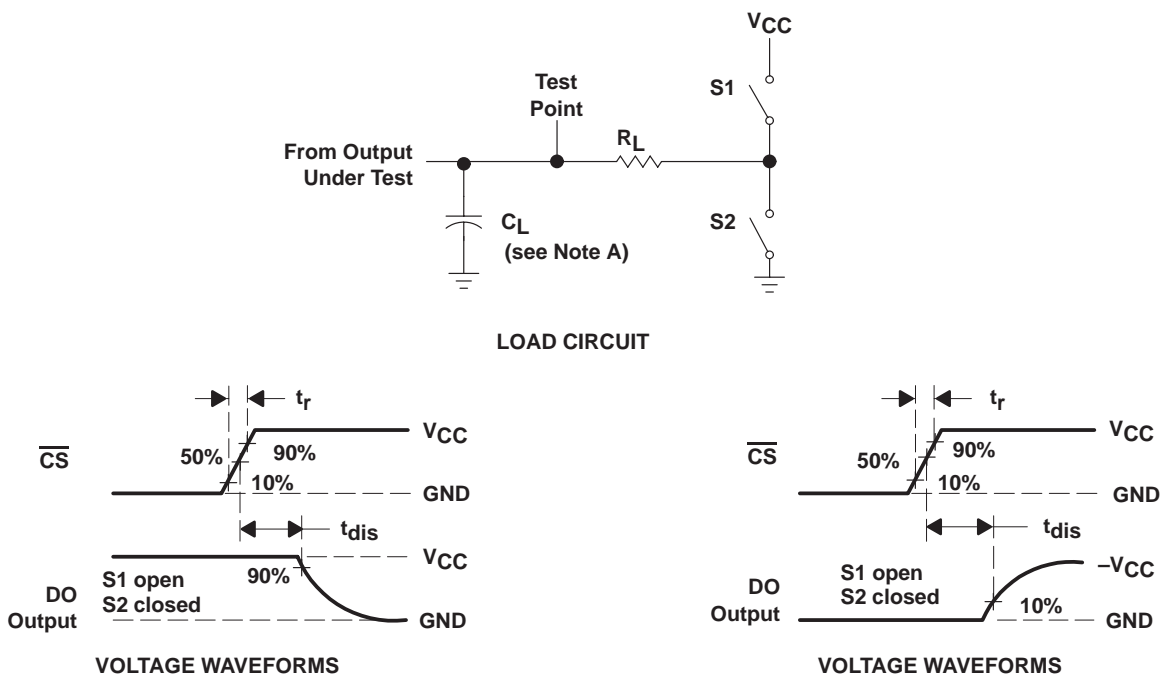 VCC
Test
Point
S1
RL
From Output
Under Test
CL
(see Note A)
S2
LOAD CIRCUIT
tr
CS
VCC
50%
90%
10%
GND
tdis
VCC
90%
S1 open
S2 closed
DO
Output
GND
VOLTAGE WAVEFORMS
tr
CS
VCC
50%
90%
10%
GND
tdis
–VCC
S1 open
S2 closed
DO
Output
10%
GND
VOLTAGE WAVEFORMS